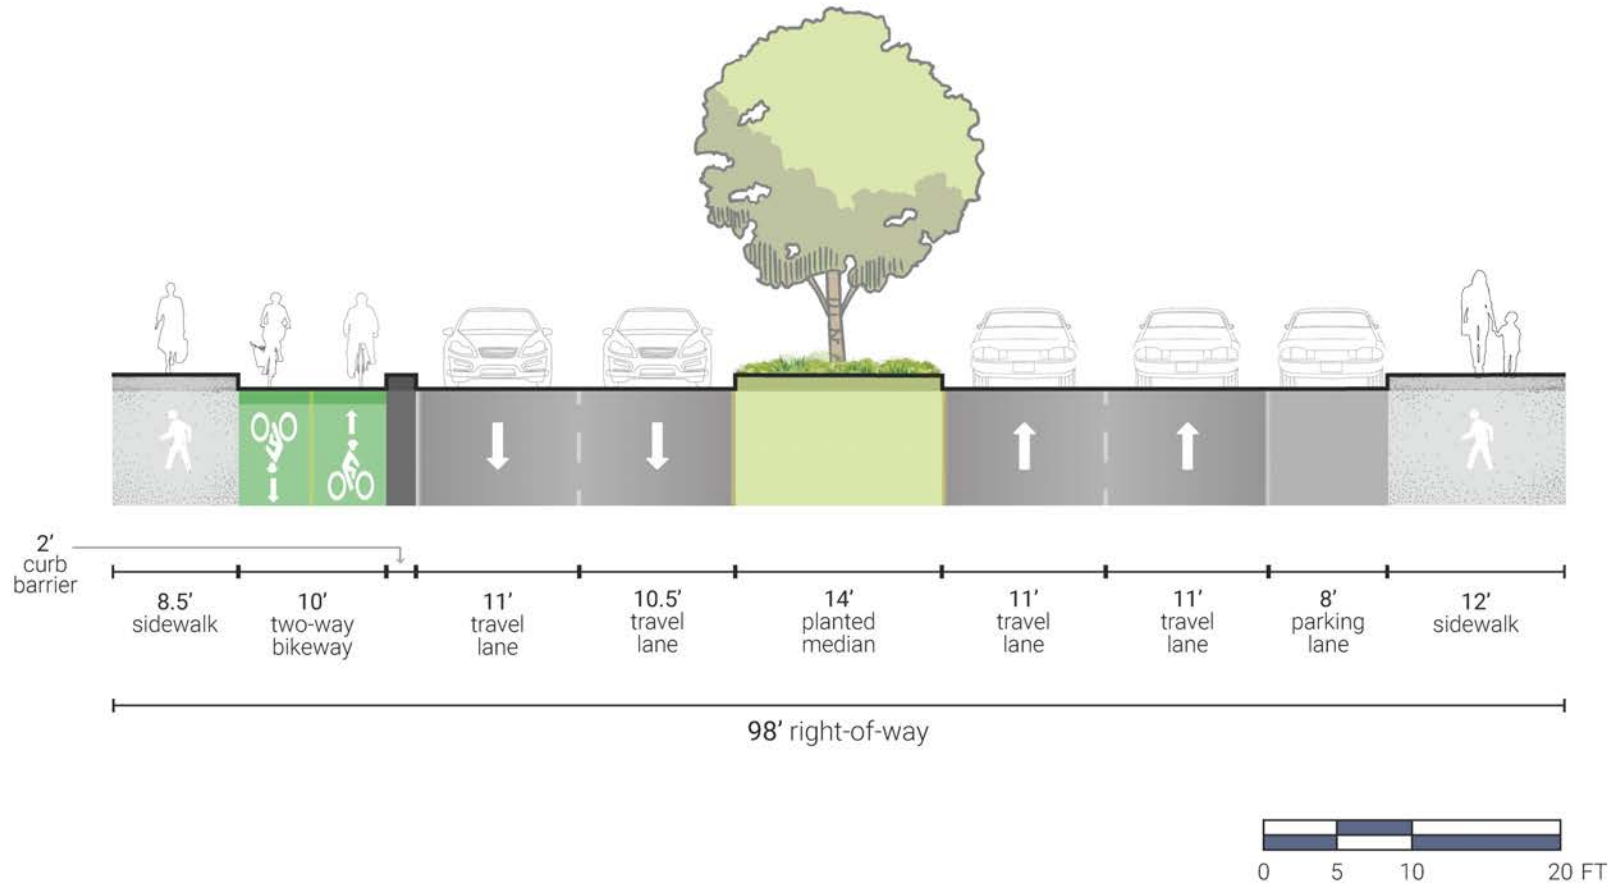 2’
curb
barrier
8.5’
sidewalk
10’
two-way
bikeway
11’
travel
lane
10.5’
travel
lane
14’
planted
median
11’
travel
lane
11’
travel
lane
8’
parking
lane
12’
sidewalk
98’ right-of-way
0 5 10 20 FT